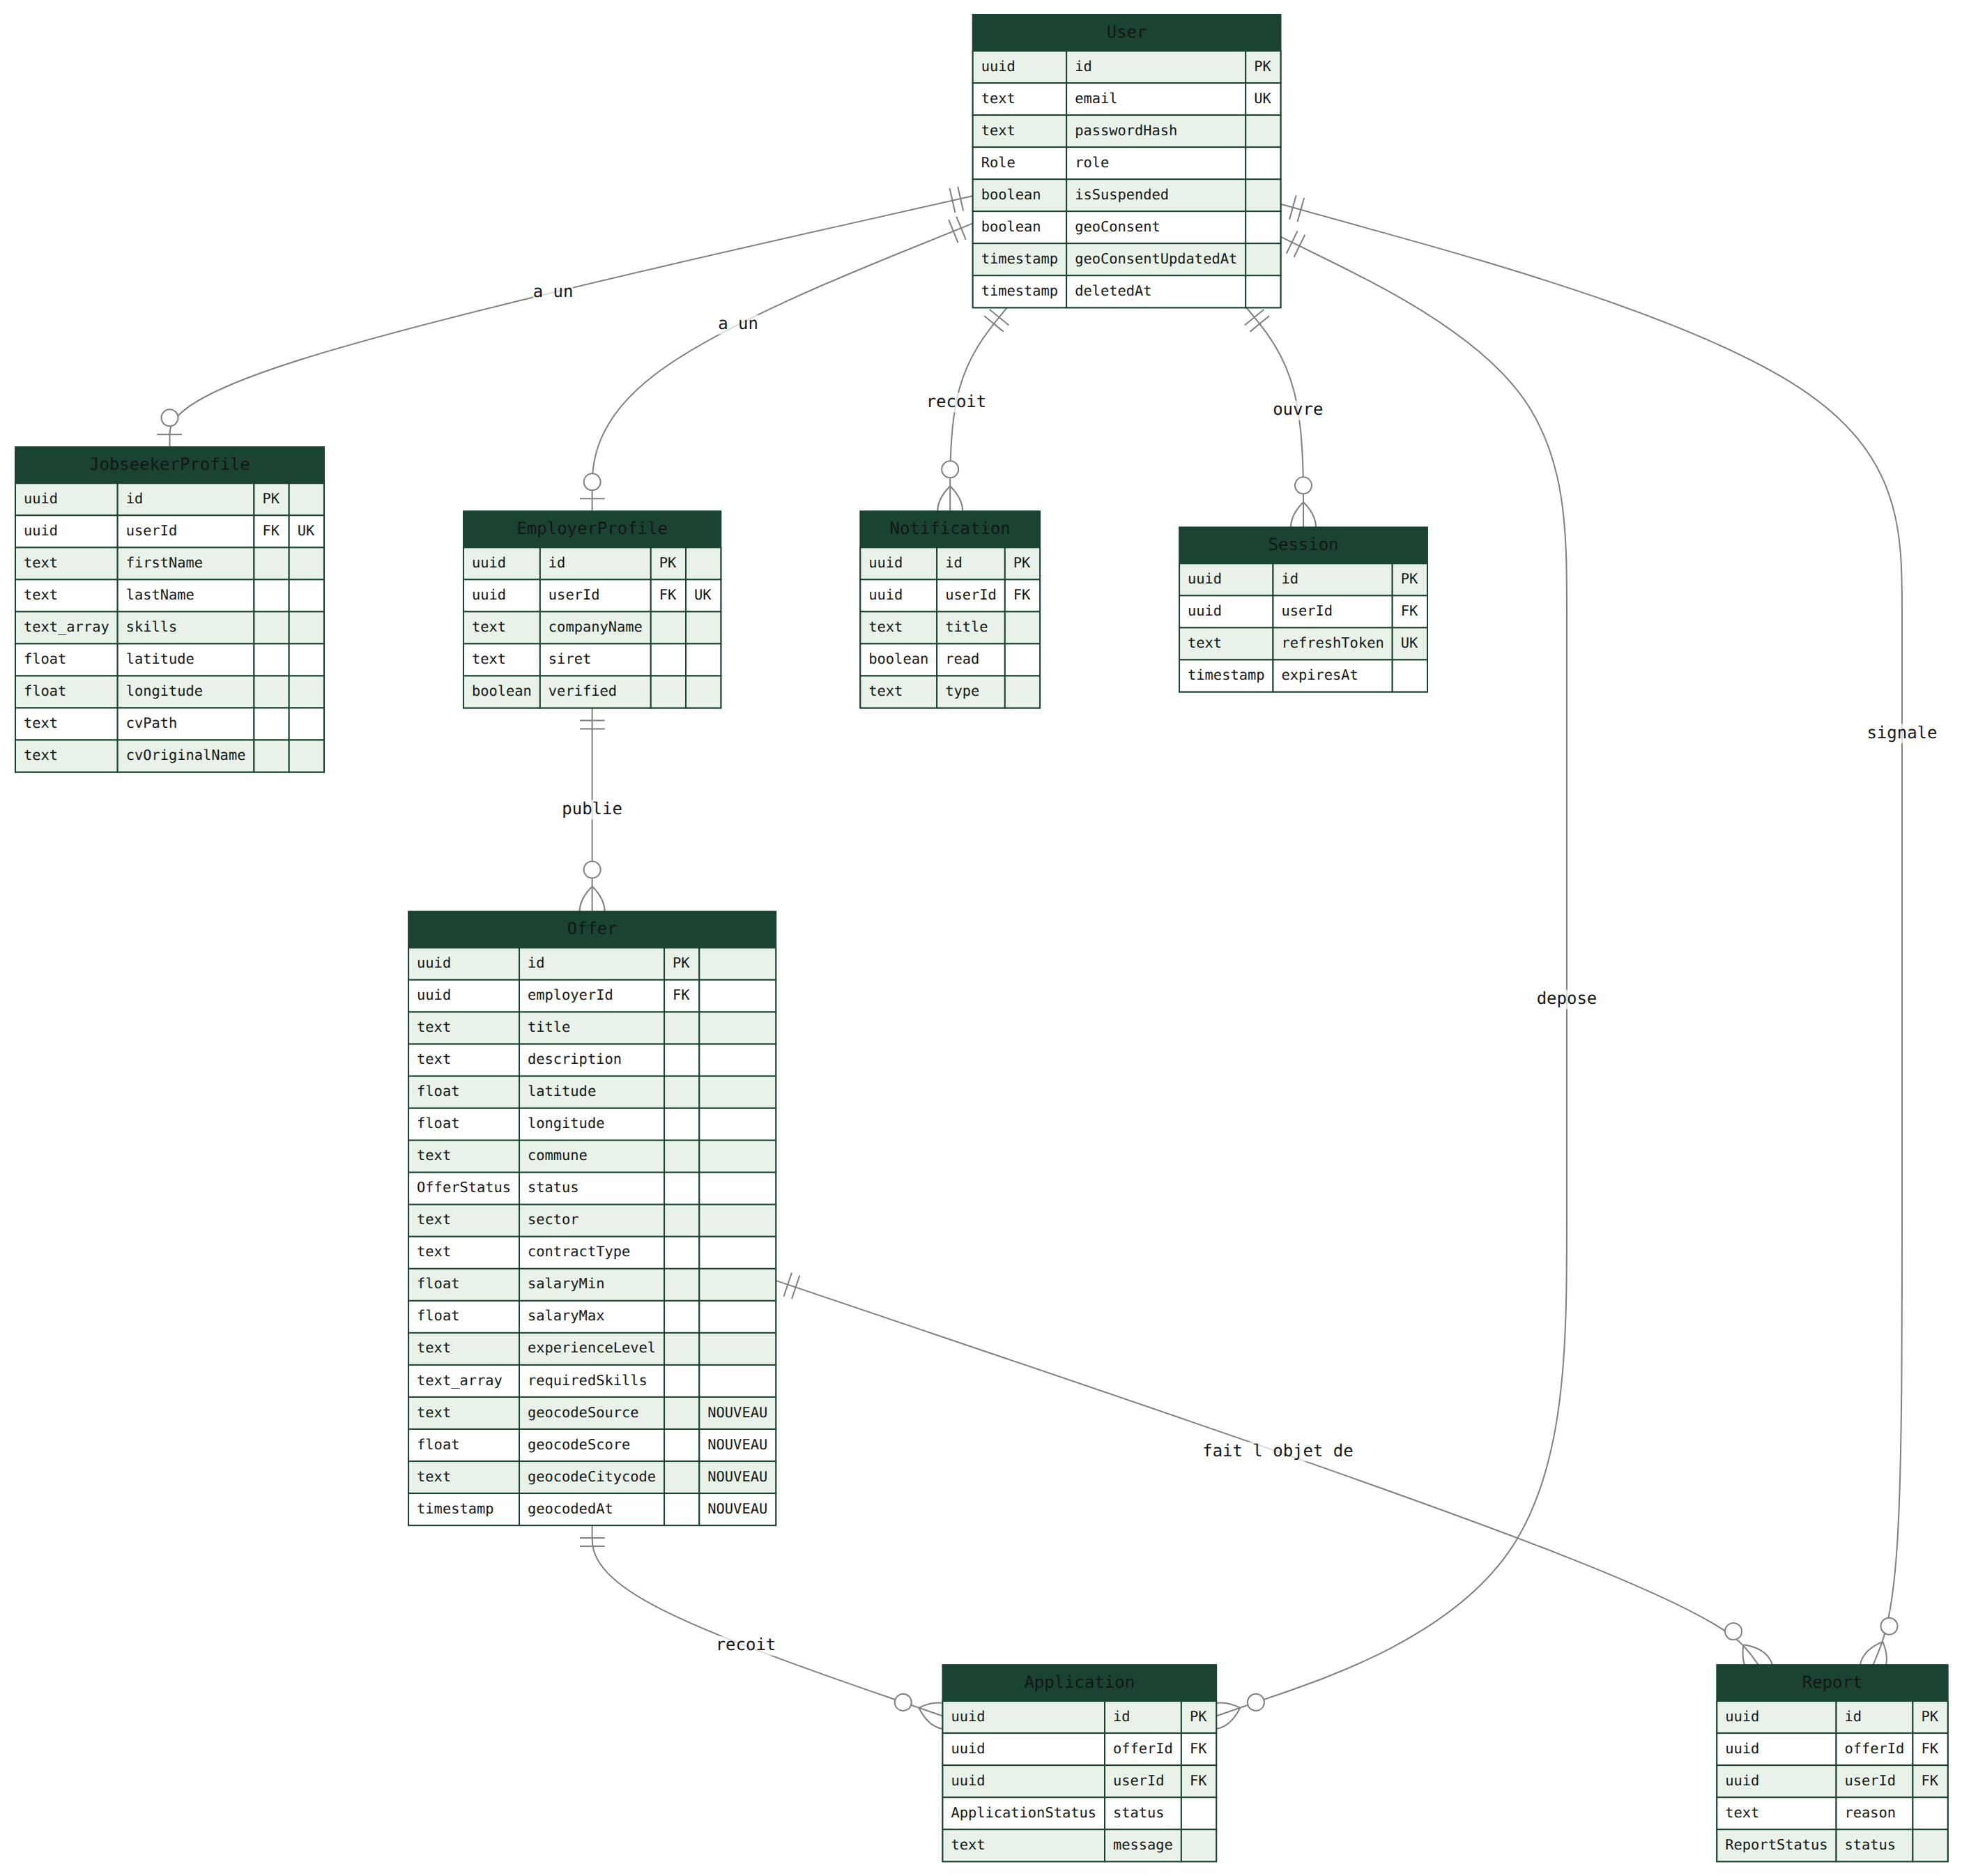 User
uuid id PK
text email UK
text passwordHash
Role role
boolean isSuspended
boolean geoConsent
timestamp geoConsentUpdatedAt
timestamp deletedAt
a un
a un
recoit
ouvre
JobseekerProfile
uuid id PK
uuid userId FK UK
text firstName
text lastName
text_array skills
float latitude
float longitude
text cvPath
text cvOriginalName
EmployerProfile
uuid id PK
uuid userId FK UK
text companyName
text siret
boolean verified
Notification
uuid id PK
uuid userId FK
text title
boolean read
text type
Session
uuid id PK
uuid userId FK
text refreshToken UK
timestamp expiresAt
signale
publie
depose
Offer
uuid id PK
uuid employerId FK
text title
text description
float latitude
float longitude
text commune
OfferStatus status
text sector
text contractType
float salaryMin
float salaryMax
text experienceLevel
text_array requiredSkills
text geocodeSource NOUVEAU
float geocodeScore NOUVEAU
text geocodeCitycode NOUVEAU
timestamp geocodedAt NOUVEAU
fait l objet de
recoit
Application
uuid id PK
uuid offerId FK
uuid userId FK
ApplicationStatus status
text message
Report
uuid id PK
uuid offerId FK
uuid userId FK
text reason
ReportStatus status